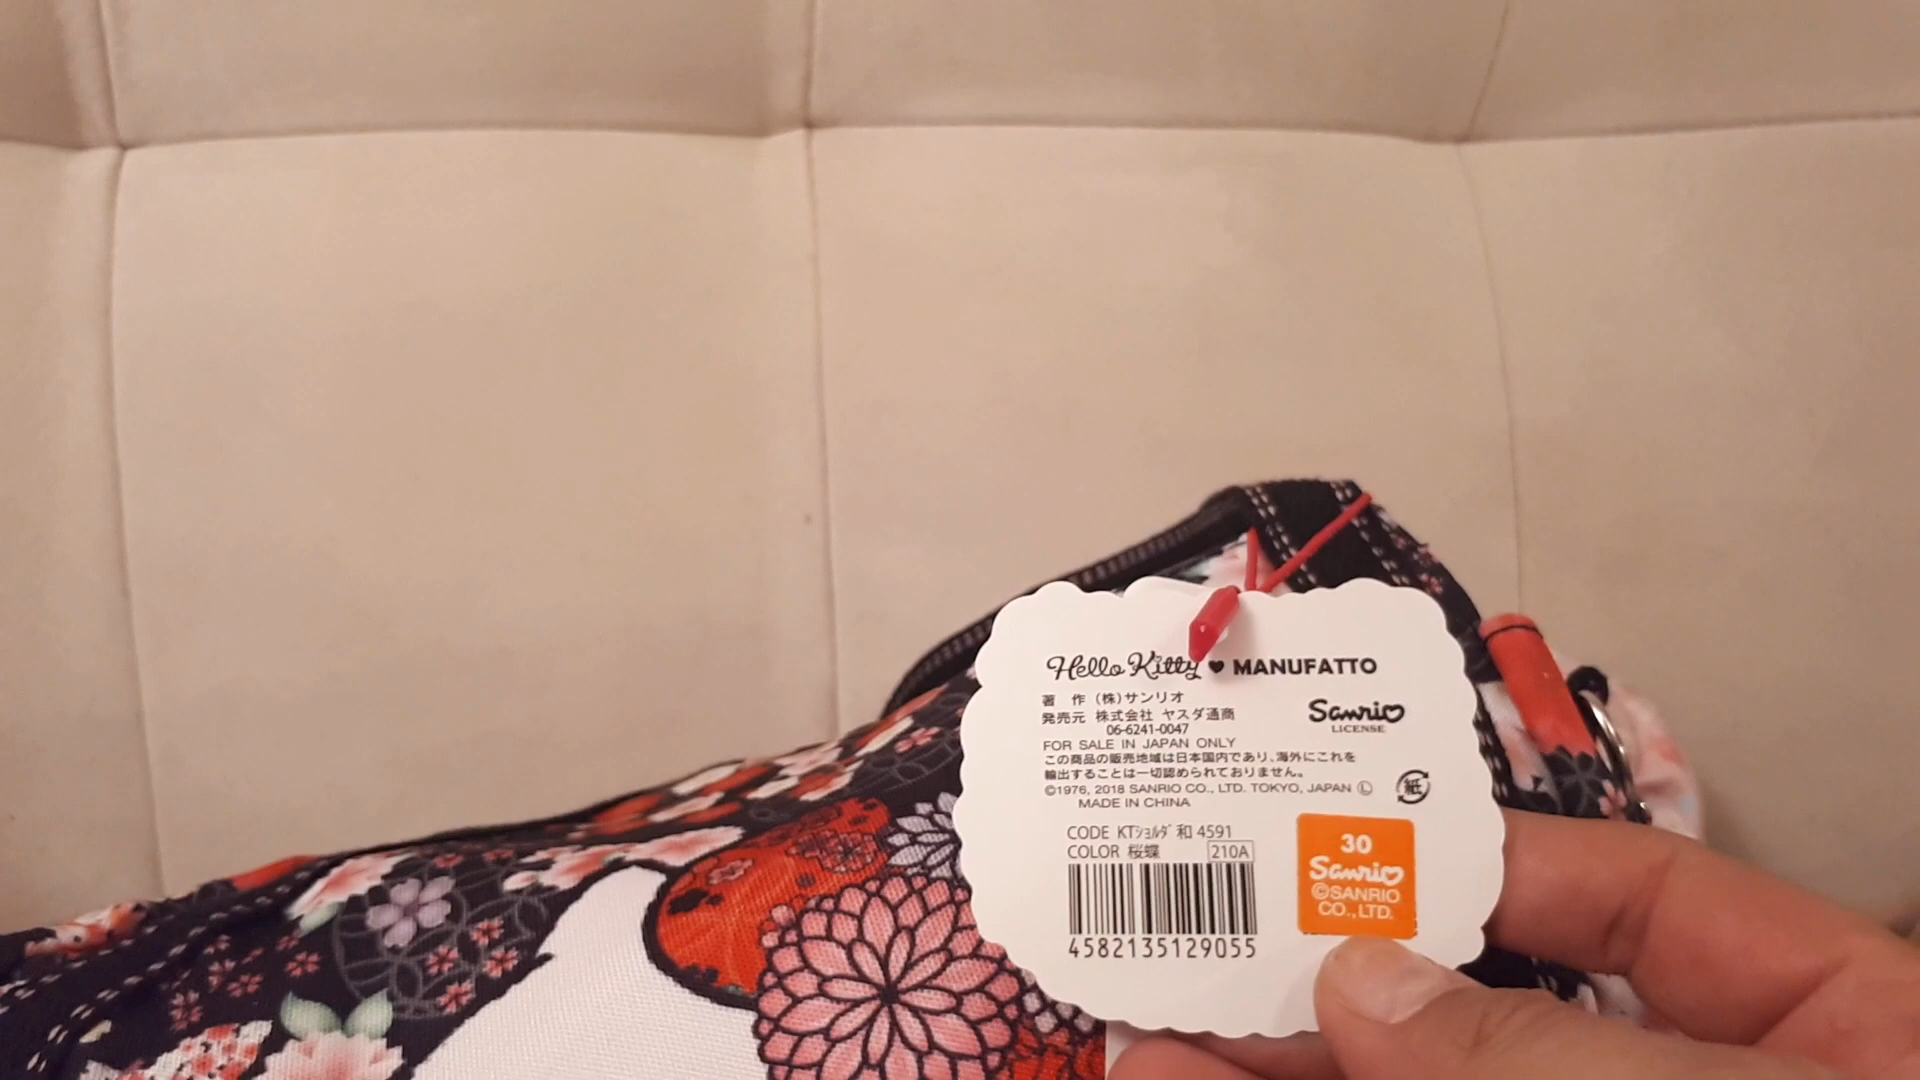 Hello Kitty ♥ MANUFATTO
著 作 (株)サンリオ
発売元 株式会社 ヤスダ通商
06-6241-0047
Sanrio
LICENSE
FOR SALE IN JAPAN ONLY
この商品の販売地域は日本国内であり、海外にこれを
輸出することは一切認められておりません。
©1976, 2018 SANRIO CO., LTD. TOKYO, JAPAN Ⓛ
MADE IN CHINA
紙
CODE KTショルダ 和 4591
COLOR 桜蝶 210A
4582135129055
30
Sanrio
©SANRIO
CO., LTD.